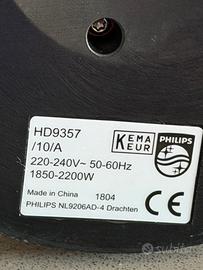 HD9357
/10/A
220-240V~ 50-60Hz
1850-2200W
KEMA
KEUR
PHILIPS
Made in China 1804
PHILIPS NL9206AD-4 Drachten
CE
subito